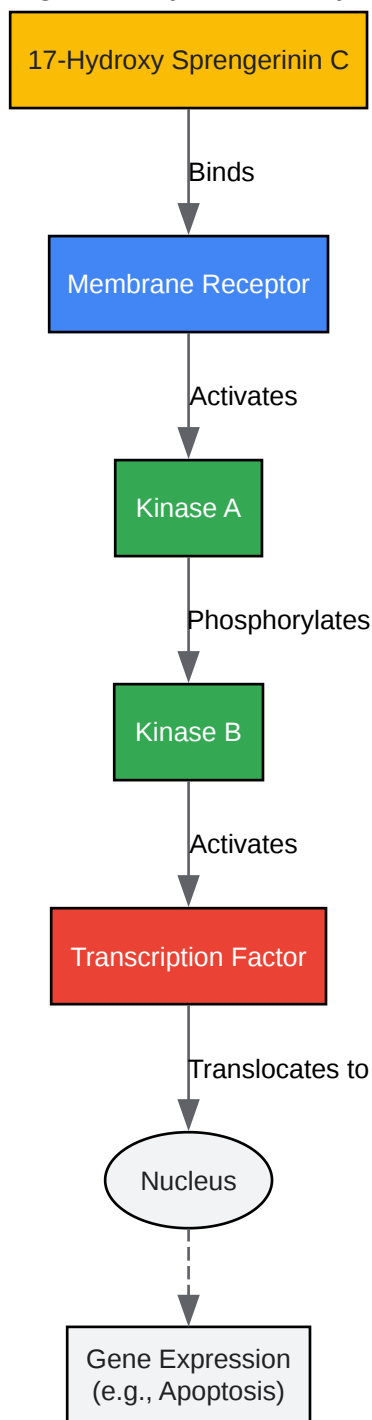 17-Hydroxy Sprengerinin C
Binds
Membrane Receptor
Activates
Kinase A
Phosphorylates
Kinase B
Activates
Transcription Factor
Translocates to
Nucleus
Gene Expression
(e.g., Apoptosis)